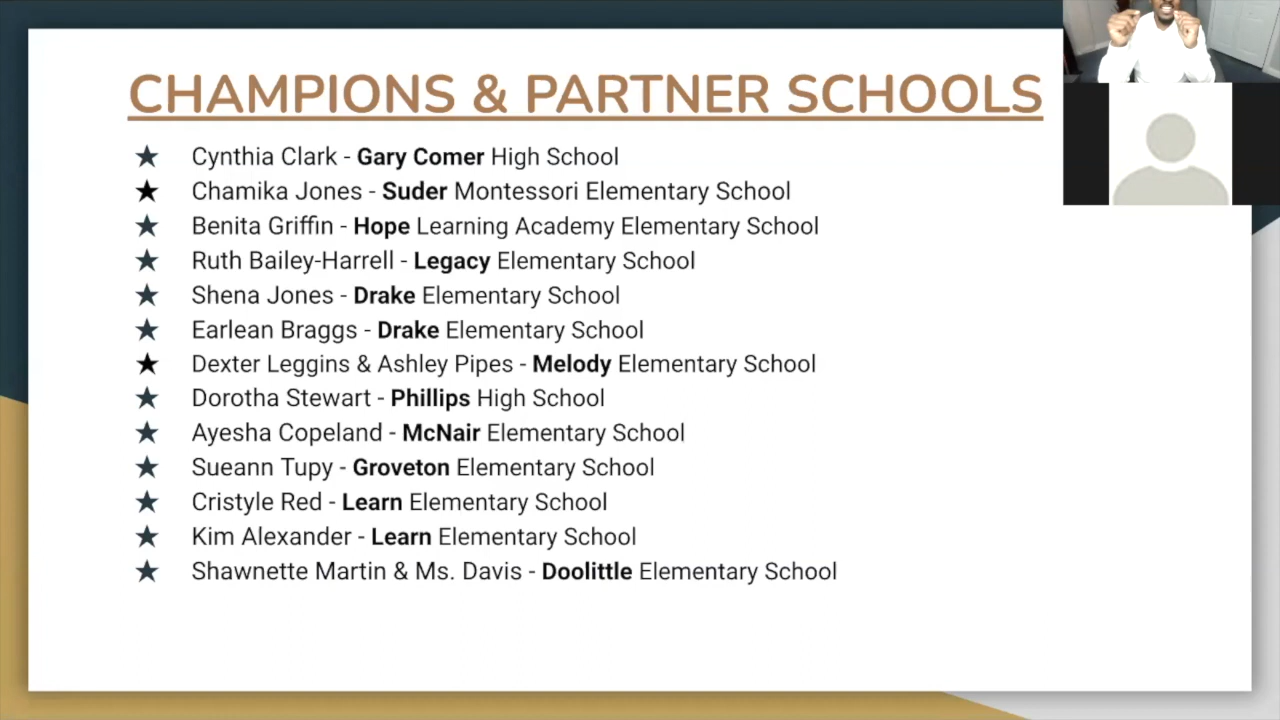 CHAMPIONS & PARTNER SCHOOLS
Cynthia Clark - Gary Comer High School
Chamika Jones - Suder Montessori Elementary School
Benita Griffin - Hope Learning Academy Elementary School
Ruth Bailey-Harrell - Legacy Elementary School
Shena Jones - Drake Elementary School
Earlean Braggs - Drake Elementary School
Dexter Leggins & Ashley Pipes - Melody Elementary School
Dorotha Stewart - Phillips High School
Ayesha Copeland - McNair Elementary School
Sueann Tupy - Groveton Elementary School
Cristyle Red - Learn Elementary School
Kim Alexander - Learn Elementary School
Shawnette Martin & Ms. Davis - Doolittle Elementary School